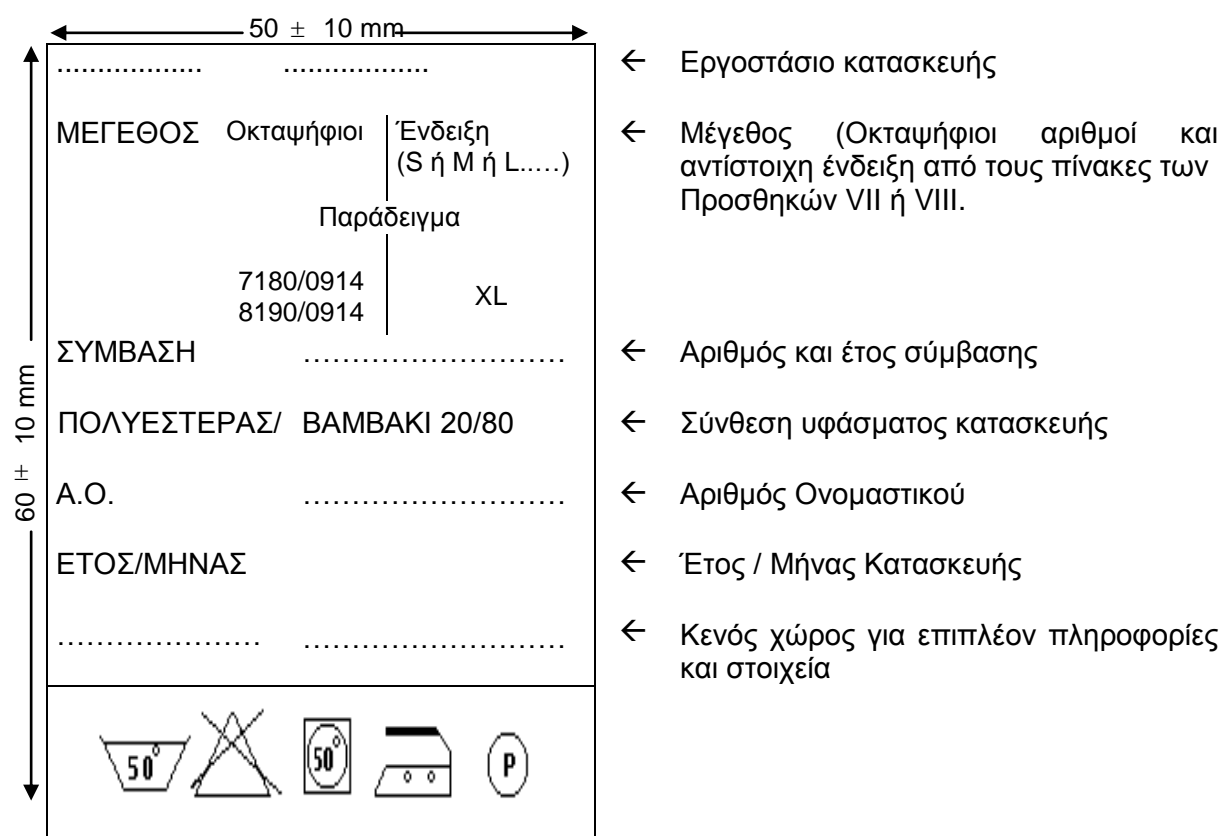 50 ± 10 mm
.................. ..................
← Εργοστάσιο κατασκευής
ΜΕΓΕΘΟΣ Οκταψήφιοι Ένδειξη
(S ή M ή L..…)
← Μέγεθος (Οκταψήφιοι αριθμοί και
αντίστοιχη ένδειξη από τους πίνακες των
Προσθηκών VII ή VIII.
Παράδειγμα
7180/0914
8190/0914
XL
ΣΥΜΒΑΣΗ ………………………
← Αριθμός και έτος σύμβασης
ΠΟΛΥΕΣΤΕΡΑΣ/ ΒΑΜΒΑΚΙ 20/80
← Σύνθεση υφάσματος κατασκευής
Α.Ο. ………………………
← Αριθμός Ονομαστικού
ΕΤΟΣ/ΜΗΝΑΣ
← Έτος / Μήνας Κατασκευής
………………… ………………………
← Κενός χώρος για επιπλέον πληροφορίες
και στοιχεία
60 ± 10 mm
50°
50°
P